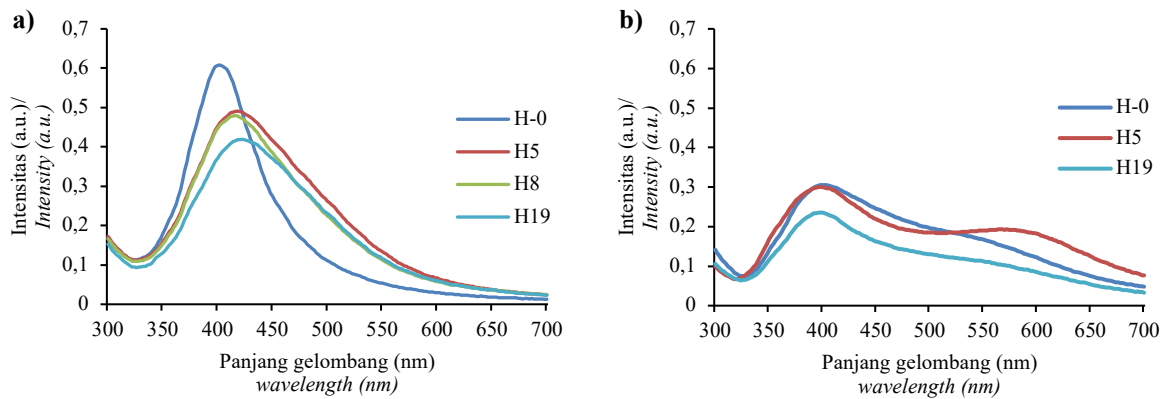 a)
Intensitas (a.u.)/
Intensity (a.u.)
0,7
0,6
0,5
0,4
0,3
0,2
0,1
0
300 350 400 450 500 550 600 650 700
Panjang gelombang (nm)
wavelength (nm)
H-0
H5
H8
H19
b)
Intensitas (a.u.)/
Intensity (a.u.)
0,7
0,6
0,5
0,4
0,3
0,2
0,1
0
300 350 400 450 500 550 600 650 700
Panjang gelombang (nm)
wavelength (nm)
H-0
H5
H19